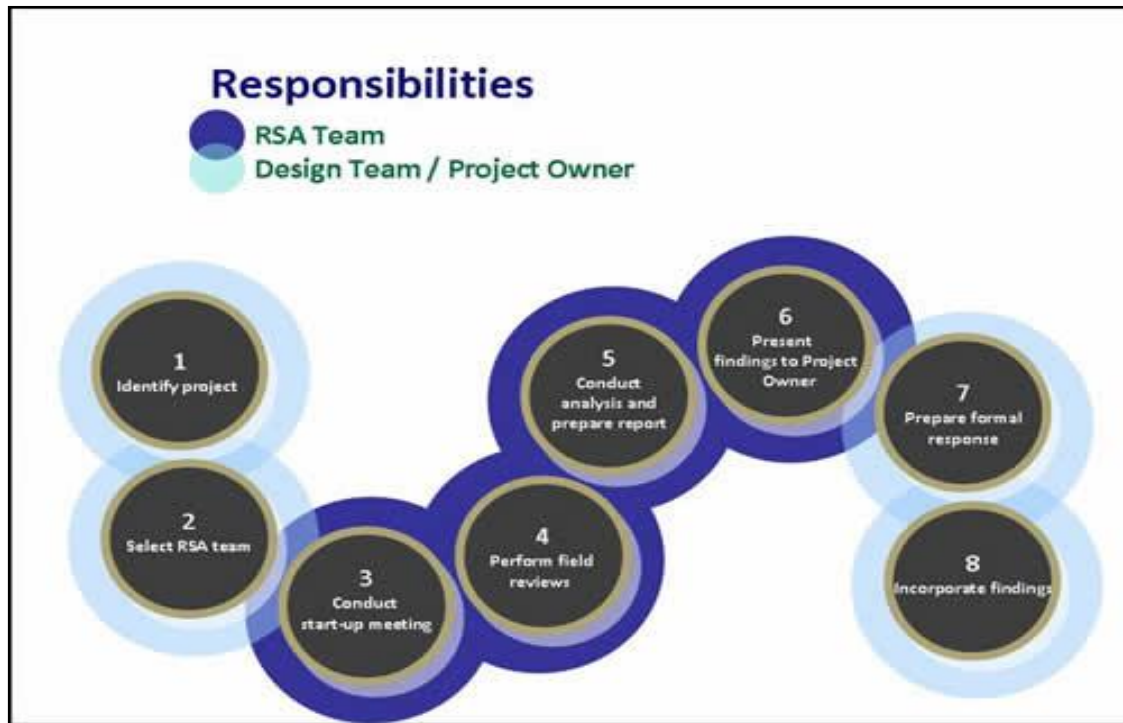 Responsibilities
RSA Team
Design Team / Project Owner
1
Identify project
2
Select RSA team
3
Conduct
start-up meeting
4
Perform field
reviews
5
Conduct
analysis and
prepare report
6
Present
findings to Project
Owner
7
Prepare formal
response
8
Incorporate findings